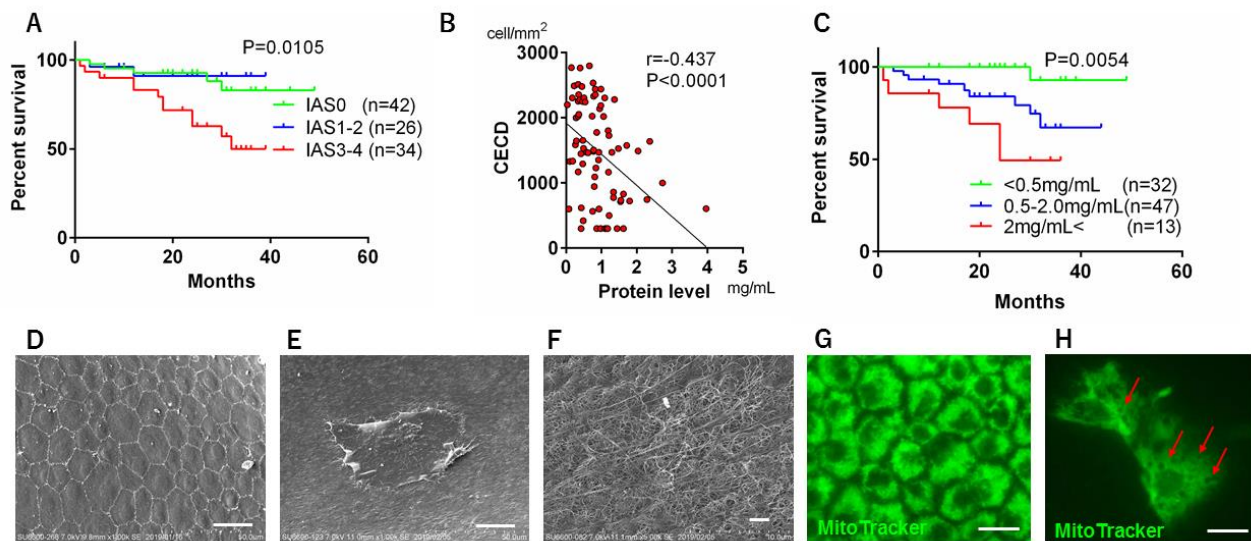 A
P=0.0105
100
50
0
0
20
40
60
Percent survival
Months
IAS0 (n=42)
IAS1-2 (n=26)
IAS3-4 (n=34)
B
cell/mm²
3000
2000
1000
0
0
1
2
3
4
5
CECD
r=-0.437
P<0.0001
Protein level
mg/mL
C
P=0.0054
100
50
0
0
20
40
60
Percent survival
Months
<0.5mg/mL (n=32)
0.5-2.0mg/mL(n=47)
2mg/mL< (n=13)
D
E
F
G
MitoTracker
H
MitoTracker